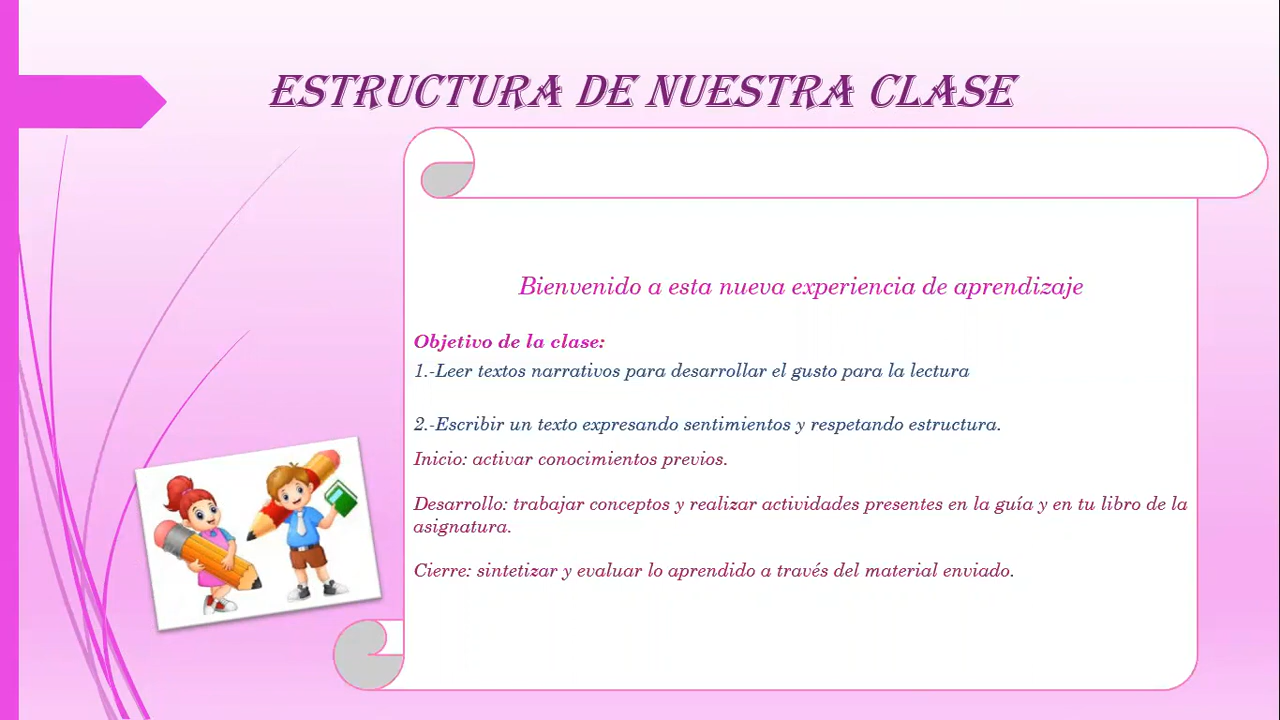 ESTRUCTURA DE NUESTRA CLASE
Bienvenido a esta nueva experiencia de aprendizaje
Objetivo de la clase:
1.-Leer textos narrativos para desarrollar el gusto para la lectura
2.-Escribir un texto expresando sentimientos y respetando estructura.
Inicio: activar conocimientos previos.
Desarrollo: trabajar conceptos y realizar actividades presentes en la guía y en tu libro de la
asignatura.
Cierre: sintetizar y evaluar lo aprendido a través del material enviado.